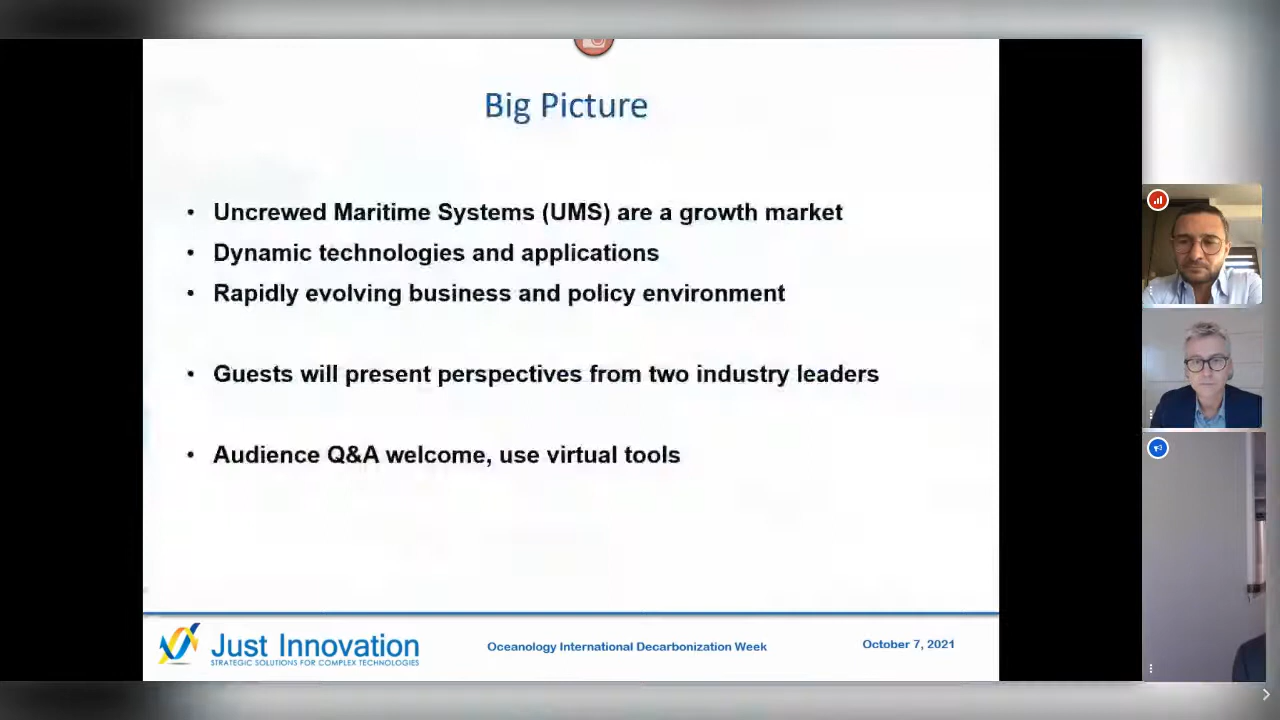 Big Picture
• Uncrewed Maritime Systems (UMS) are a growth market
• Dynamic technologies and applications
• Rapidly evolving business and policy environment
• Guests will present perspectives from two industry leaders
• Audience Q&A welcome, use virtual tools
Just Innovation
STRATEGIC SOLUTIONS FOR COMPLEX TECHNOLOGIES
Oceanology International Decarbonization Week
October 7, 2021